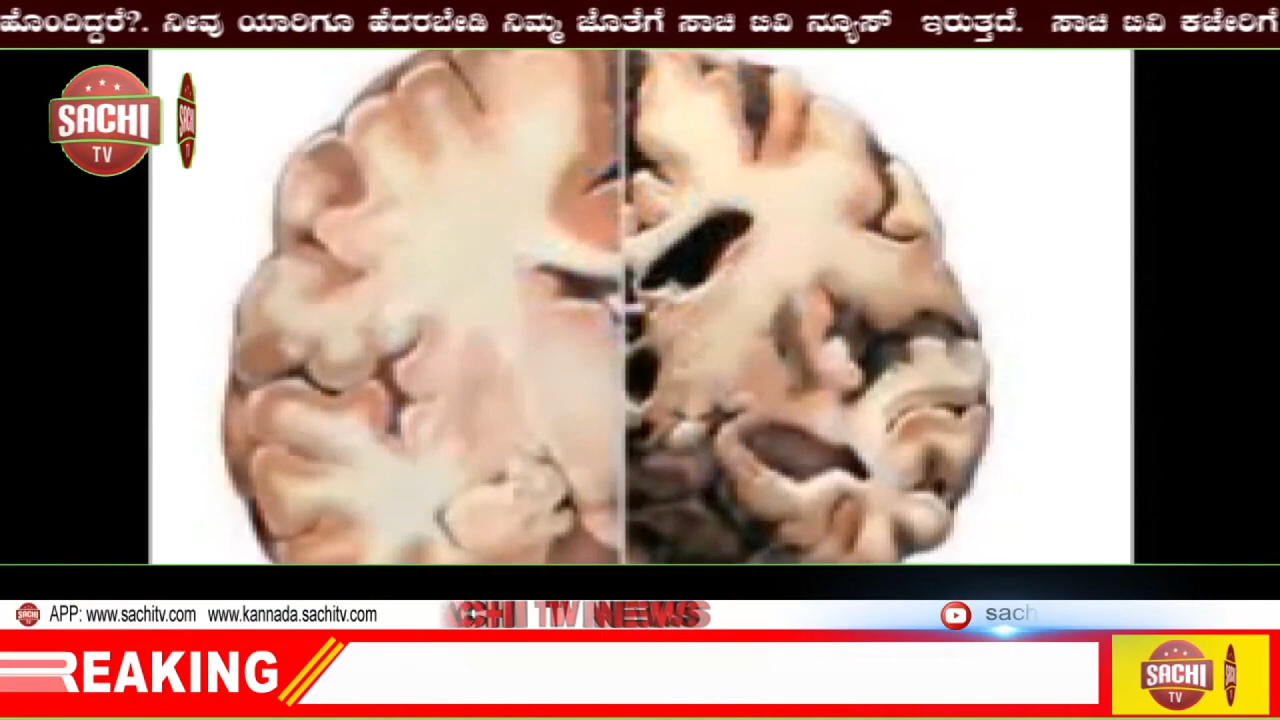 ಹೊಂದಿದ್ದರೆ?. ನೀವು ಯಾರಿಗೂ ಹೆದರಬೇಡಿ ನಿಮ್ಮ ಜೊತೆಗೆ ಸಾಚಿ ಟಿವಿ ನ್ಯೂಸ್ ಇರುತ್ತದೆ. ಸಾಚಿ ಟಿವಿ ಕಚೇರಿಗೆ
SACHI
TV
APP: www.sachitv.com www.kannada.sachitv.com
TV NEWS
sach
REAKING
SACHI
TV